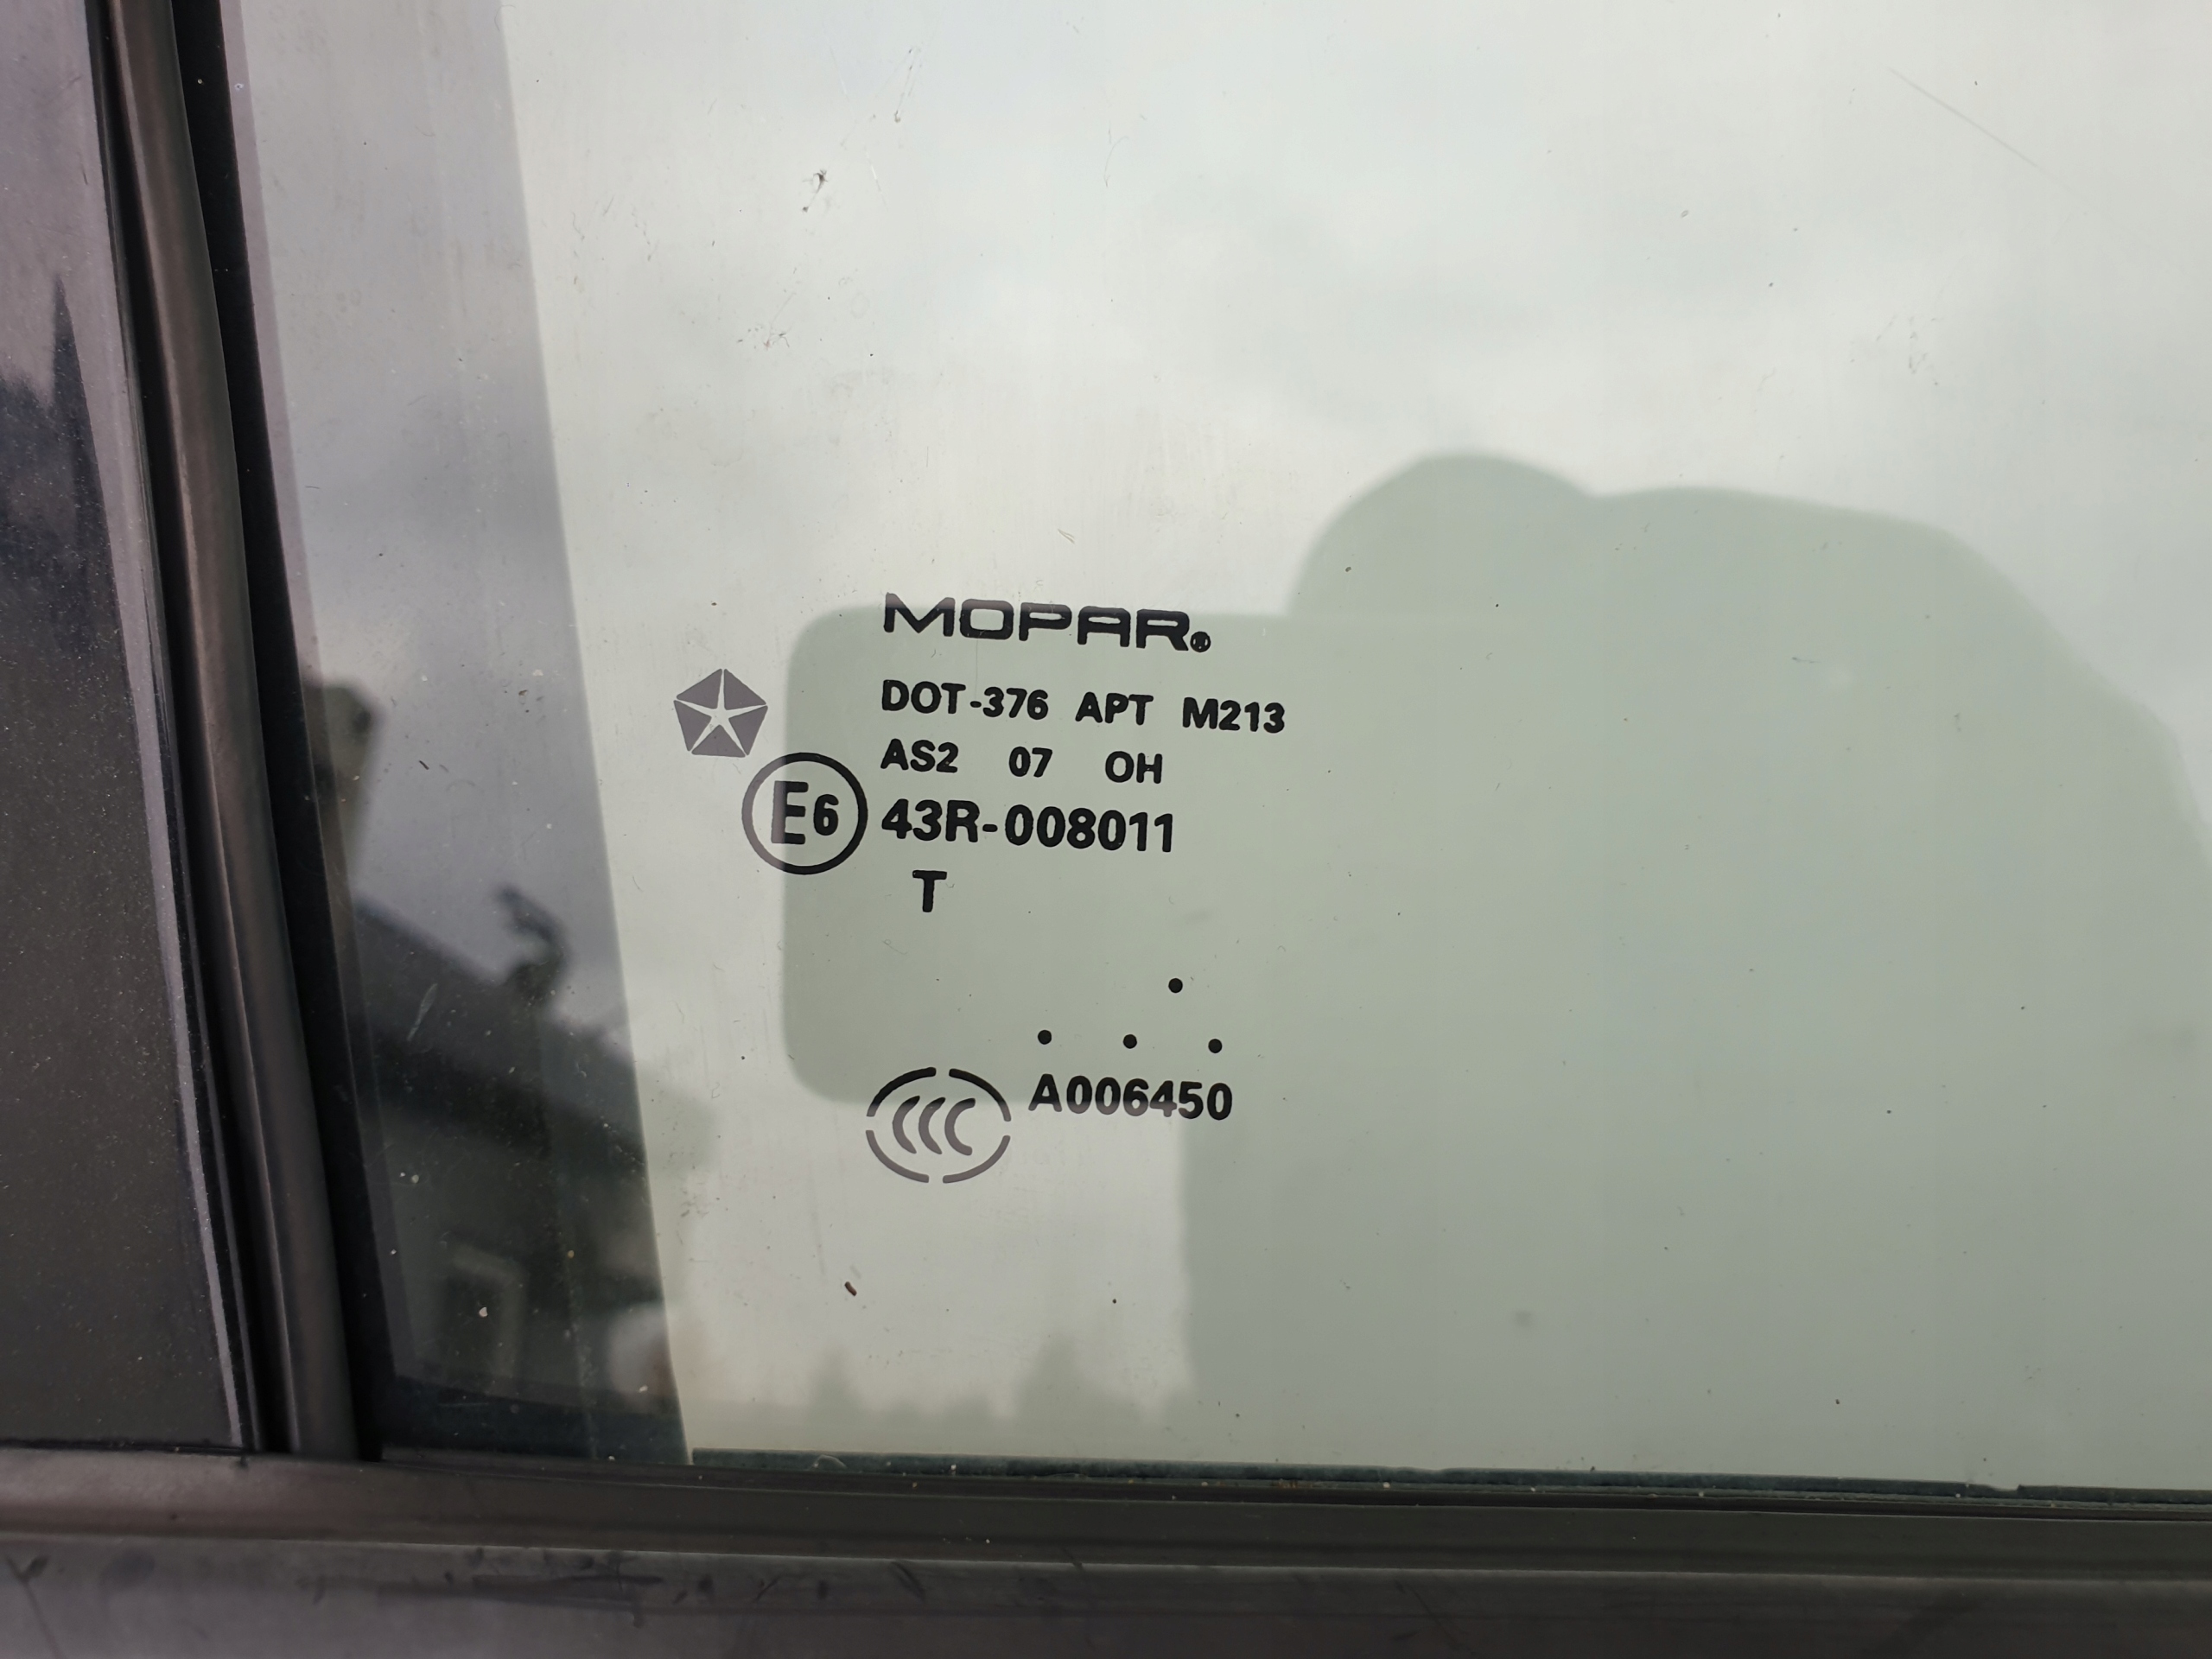 MOPAR®
DOT-376 APT M213
AS2 07 OH
E6 43R-008011
T
CCC A006450